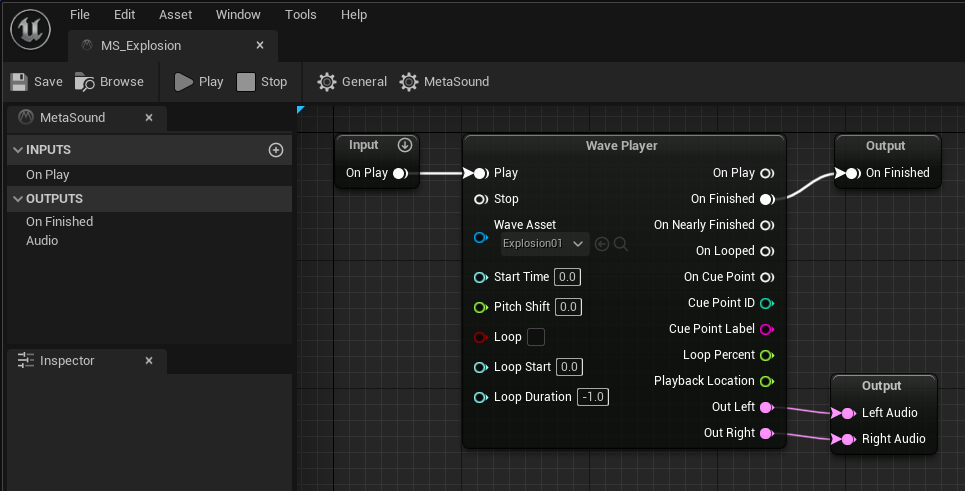 File Edit Asset Window Tools Help
MS_Explosion
Save Browse Play Stop General MetaSound
MetaSound
INPUTS
On Play
OUTPUTS
On Finished
Audio
Inspector
Input
On Play
Wave Player
Play On Play
Stop On Finished
Wave Asset On Nearly Finished
Explosion01 On Looped
Start Time 0.0 On Cue Point
Pitch Shift 0.0 Cue Point ID
Loop Cue Point Label
Loop Start 0.0 Loop Percent
Loop Duration -1.0 Playback Location
Out Left
Out Right
Output
On Finished
Output
Left Audio
Right Audio